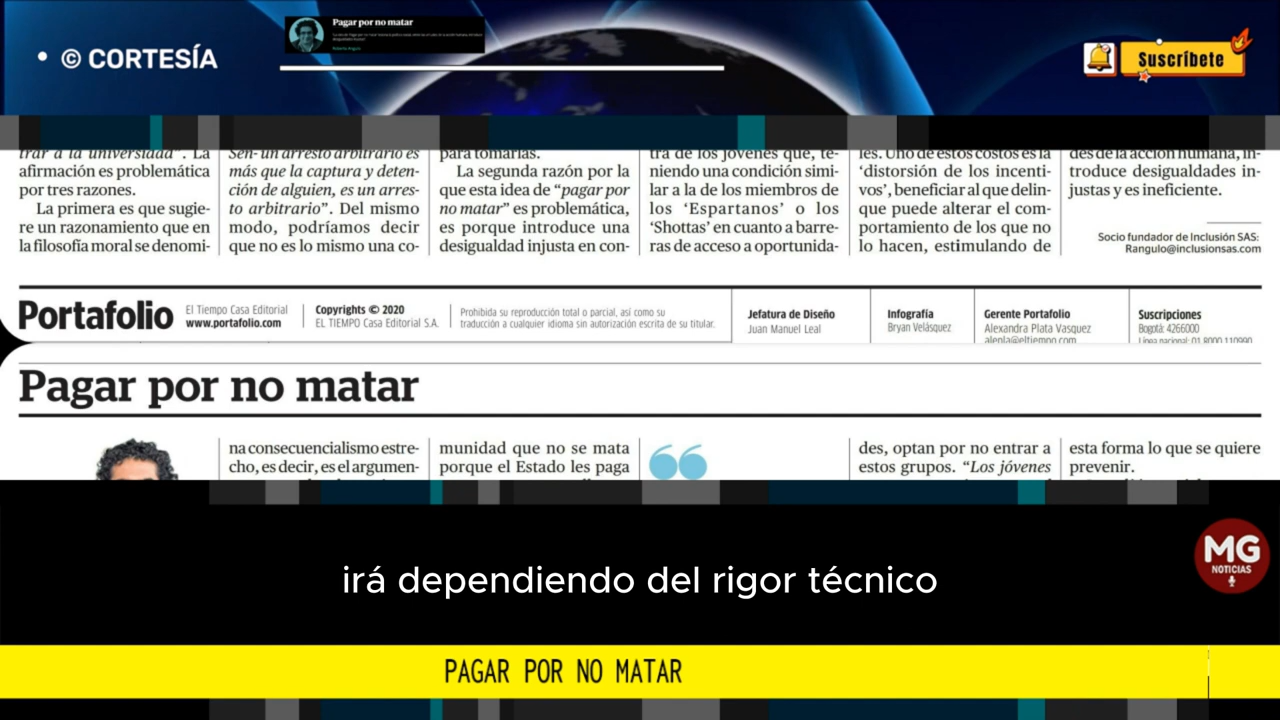 • © CORTESÍA
Pagar por no matar
Suscríbete
trar a la universidad”. La
afirmación es problemática
por tres razones.
La primera es que sugie-
re un razonamiento que en
la filosofía moral se denomi-
Sen- un arresto arbitrario es
más que la captura y deten-
ción de alguien, es un arres-
to arbitrario”. Del mismo
modo, podríamos decir
que no es lo mismo una co-
para tomarlas.
La segunda razón por la
que esta idea de “pagar por
no matar” es problemática,
es porque introduce una
desigualdad injusta en con-
tra de los jóvenes que, te-
niendo una condición simi-
lar a la de los miembros de
los ‘Espartanos’ o los
‘Shottas’ en cuanto a barre-
ras de acceso a oportunida-
les. Uno de estos costos es la
‘distorsión de los incenti-
vos’, beneficiar al que delin-
que puede alterar el com-
portamiento de los que no
lo hacen, estimulando de
des de la acción humana, in-
troduce desigualdades in-
justas y es ineficiente.
Socio fundador de Inclusión SAS:
Rangulo@inclusionsas.com
Portafolio
El Tiempo Casa Editorial
www.portafolio.com
Copyrights © 2020
EL TIEMPO Casa Editorial S.A.
Prohibida su reproducción total o parcial, así como su
traducción a cualquier idioma sin autorización escrita de su titular.
Jefatura de Diseño
Juan Manuel Leal
Infografía
Bryan Velásquez
Gerente Portafolio
Alexandra Plata Vasquez
alepla@eltiempo.com
Suscripciones
Bogotá: 4266000
Línea nacional: 01 8000 110990
Pagar por no matar
na consecuencialismo estre-
cho, es decir, es el argumen-
munidad que no se mata
porque el Estado les paga
“
des, optan por no entrar a
estos grupos. “Los jóvenes
esta forma lo que se quiere
prevenir.
irá dependiendo del rigor técnico
MG
NOTICIAS
PAGAR POR NO MATAR